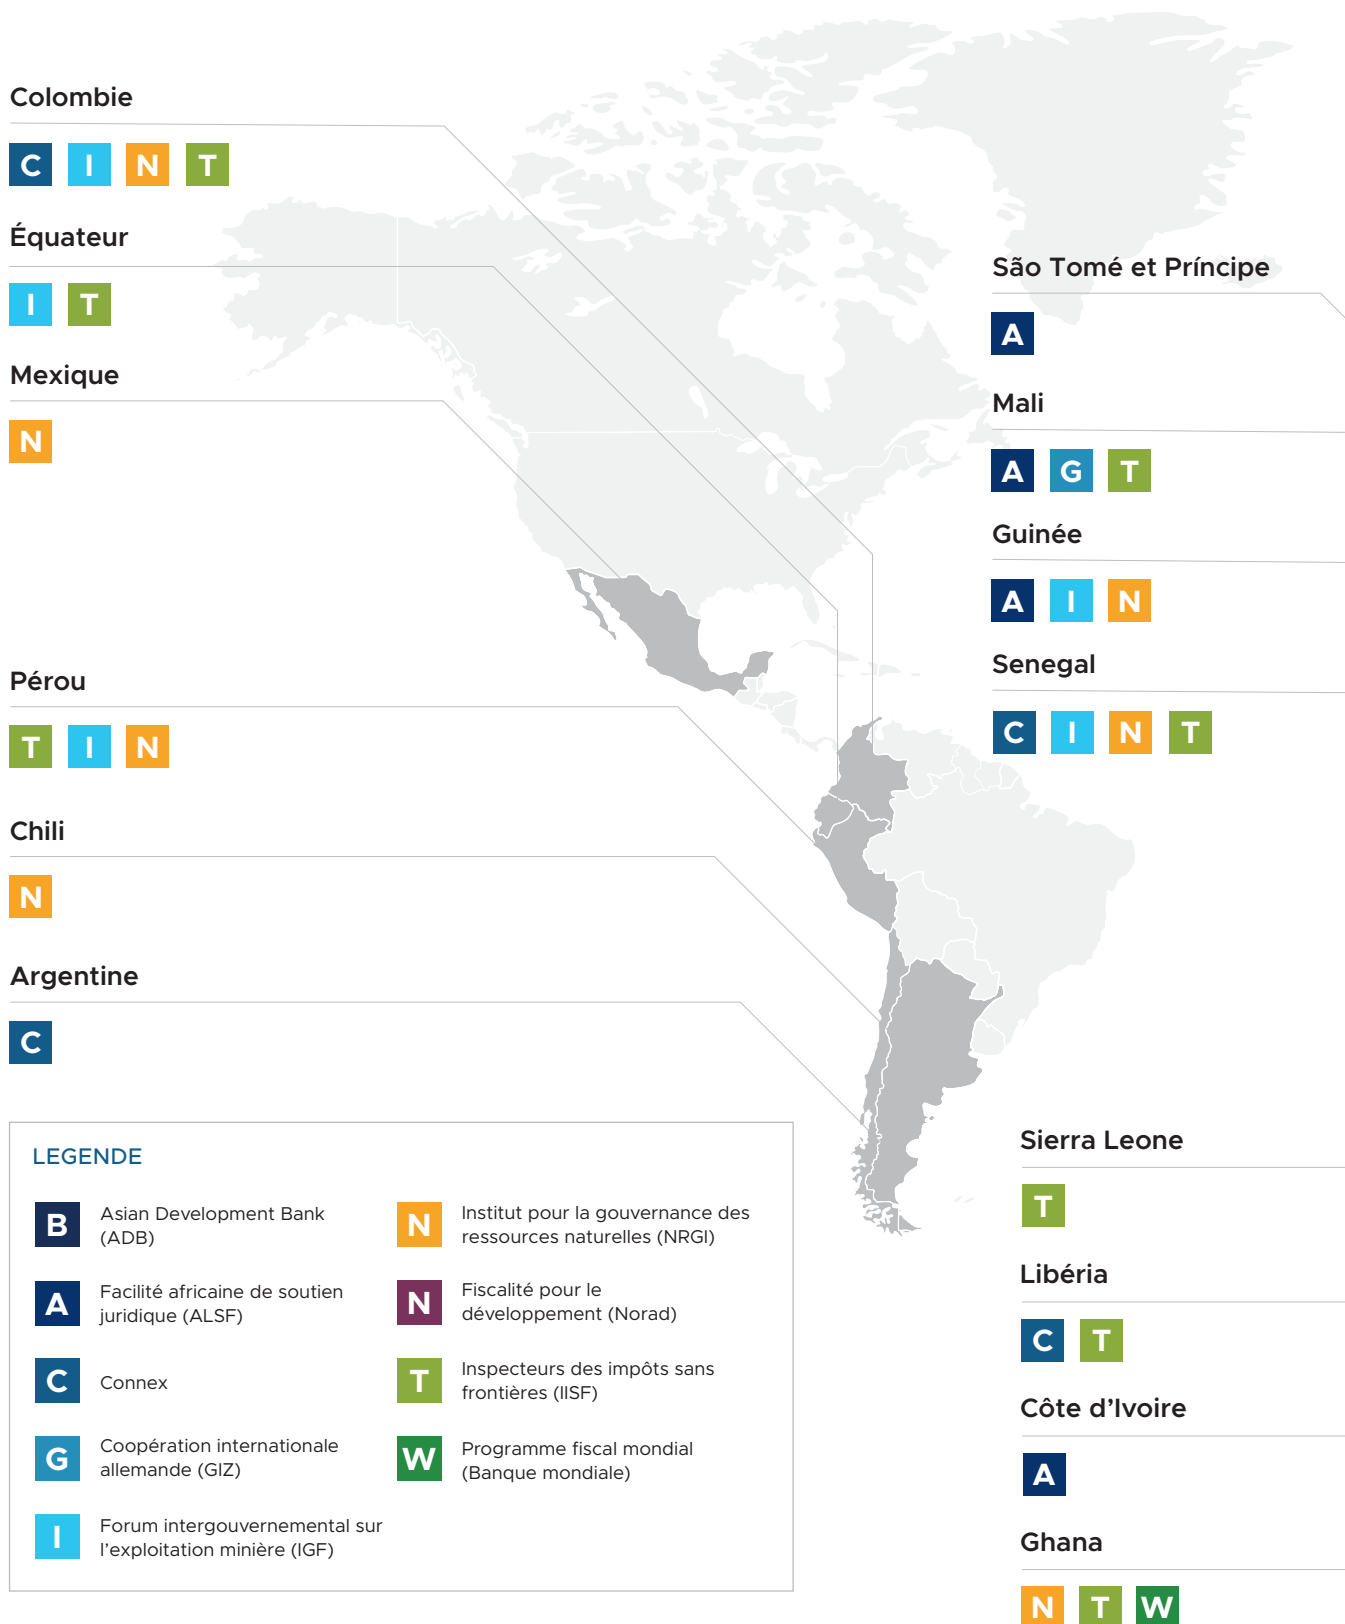 Colombie
C I N T
Équateur
I T
Mexique
N
Pérou
T I N
Chili
N
Argentine
C
São Tomé et Príncipe
A
Mali
A G T
Guinée
A I N
Senegal
C I N T
Sierra Leone
T
Libéria
C T
Côte d'Ivoire
A
Ghana
N T W
LEGENDE
B
Asian Development Bank
(ADB)
A
Facilité africaine de soutien
juridique (ALSF)
C
Connex
G
Coopération internationale
allemande (GIZ)
I
Forum intergouvernemental sur
l'exploitation minière (IGF)
N
Institut pour la gouvernance des
ressources naturelles (NRGI)
N
Fiscalité pour le
développement (Norad)
T
Inspecteurs des impôts sans
frontières (IISF)
W
Programme fiscal mondial
(Banque mondiale)